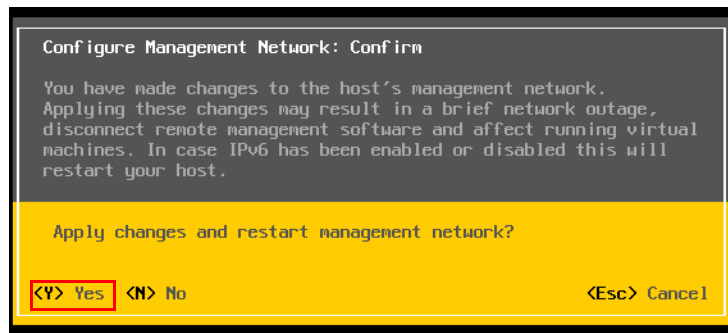 Configure Management Network: Confirm
You have made changes to the host's management network.
Applying these changes may result in a brief network outage,
disconnect remote management software and affect running virtual
machines. In case IPv6 has been enabled or disabled this will
restart your host.
Apply changes and restart management network?
<Y> Yes <N> No <Esc> Cancel